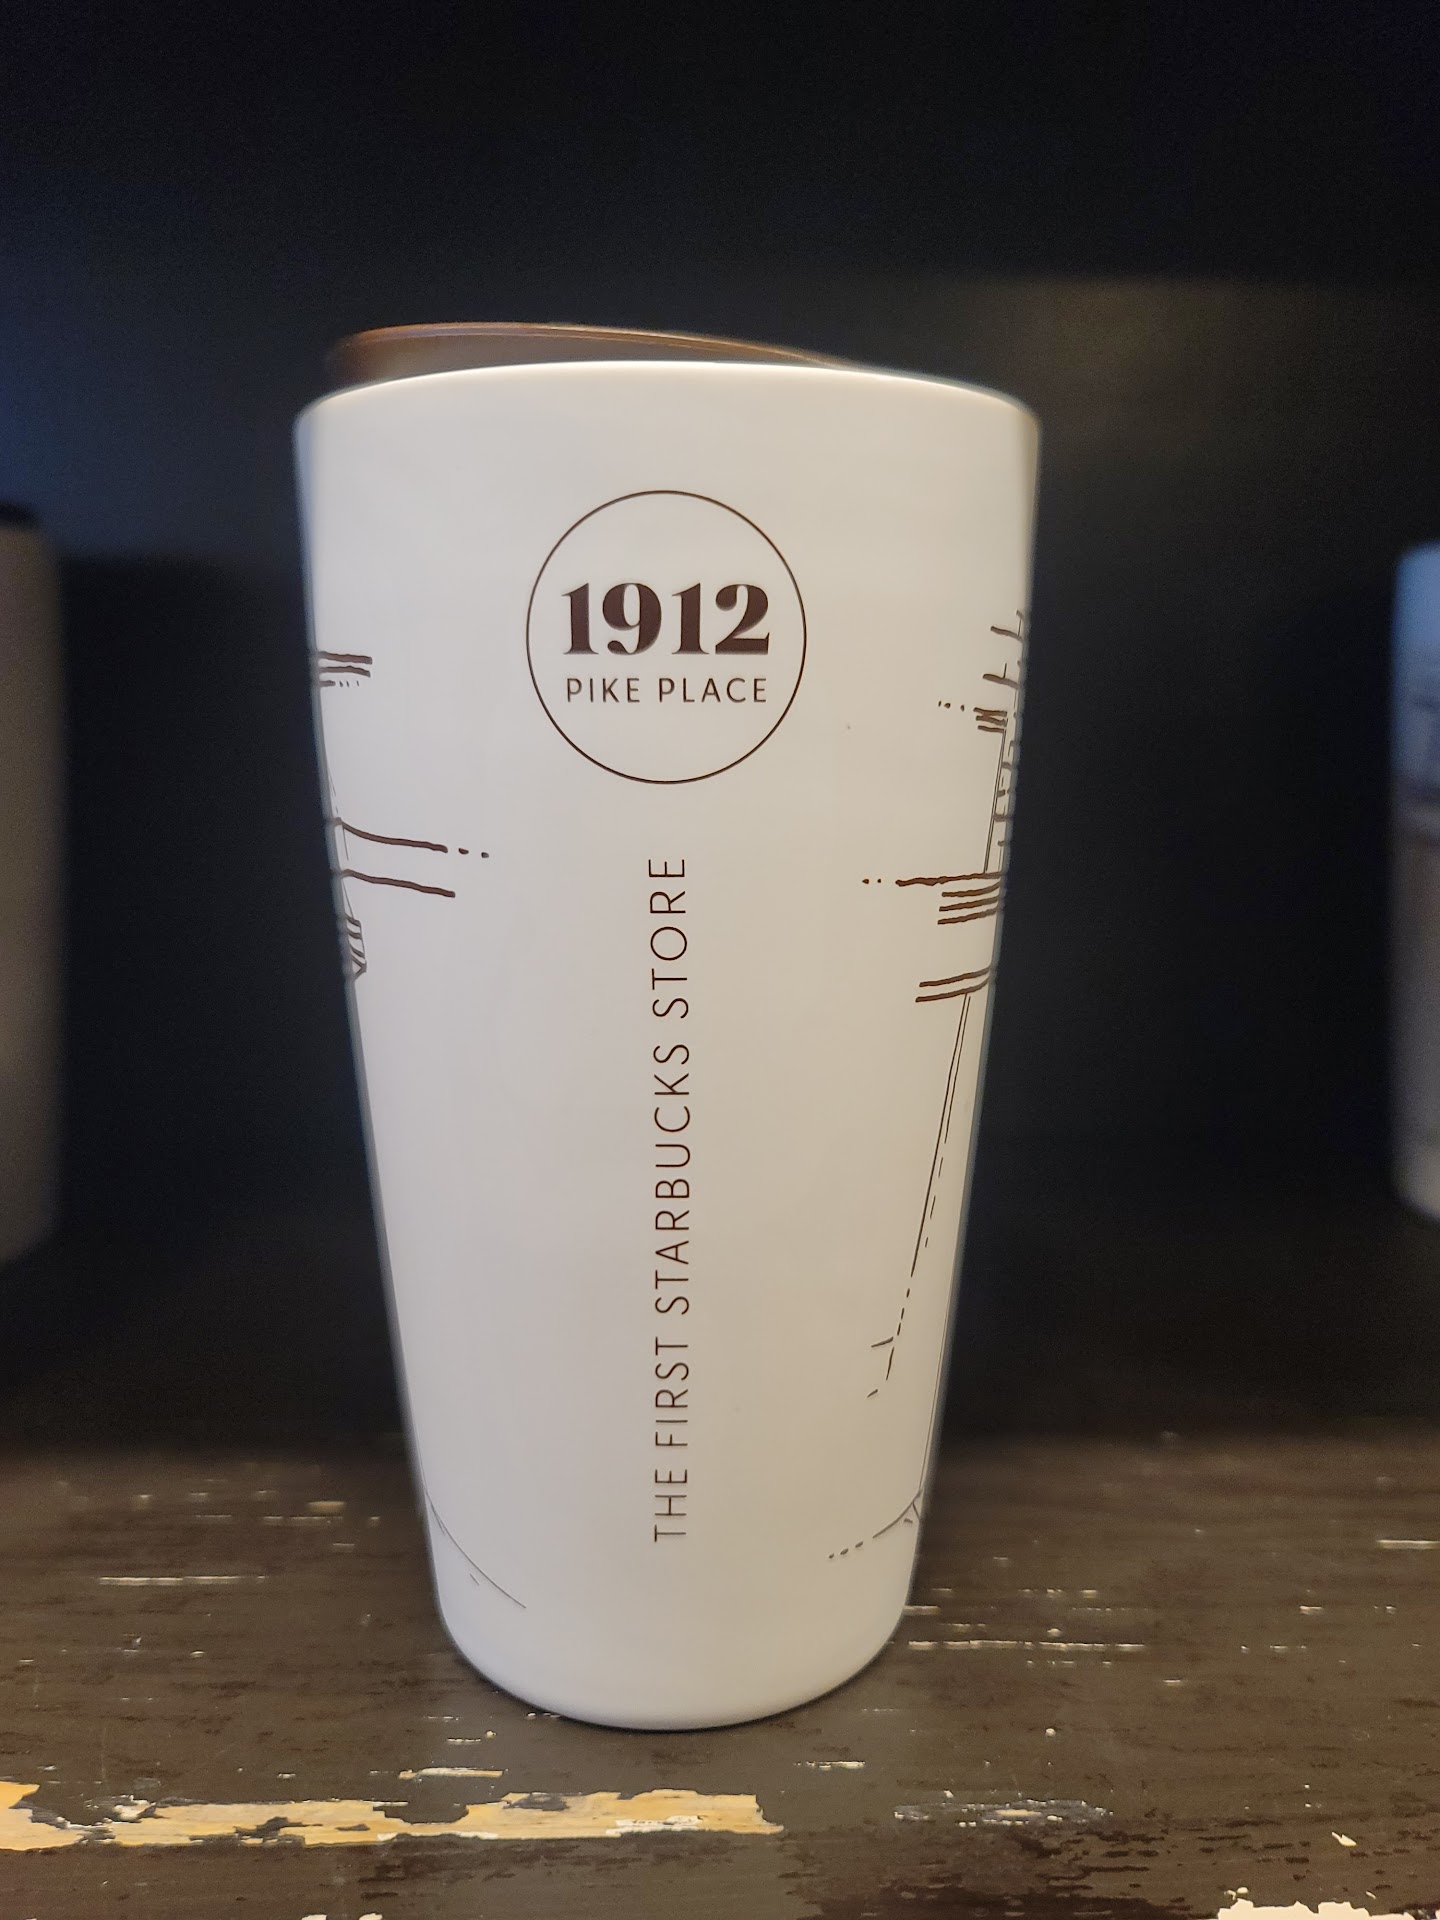 1912
PIKE PLACE
THE FIRST STARBUCKS STORE